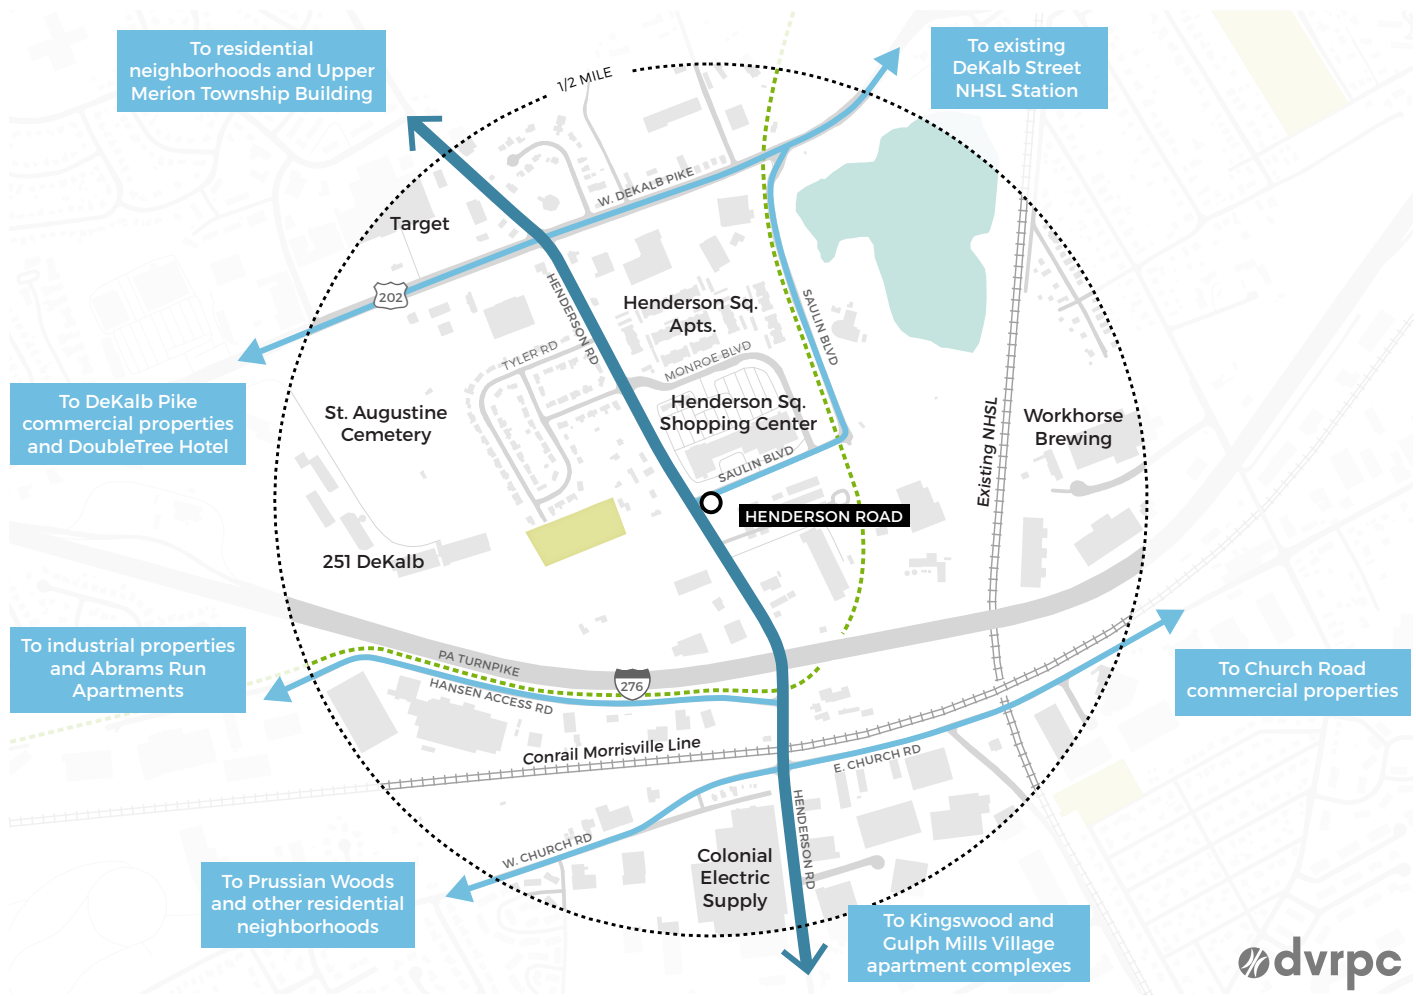 To residential
neighborhoods and Upper
Merion Township Building
1/2 MILE
To existing
DeKalb Street
NHSL Station
W. DEKALB PIKE
Target
202
HENDERSON RD
Henderson Sq.
Apts.
SAULIN BLVD
TYLER RD
MONROE BLVD
To DeKalb Pike
commercial properties
and DoubleTree Hotel
St. Augustine
Cemetery
Henderson Sq.
Shopping Center
Existing NHSL
Workhorse
Brewing
SAULIN BLVD
HENDERSON ROAD
251 DeKalb
To industrial properties
and Abrams Run
Apartments
PA TURNPIKE
276
HANSEN ACCESS RD
To Church Road
commercial properties
Conrail Morrisville Line
E. CHURCH RD
HENDERSON RD
W. CHURCH RD
Colonial
Electric
Supply
To Prussian Woods
and other residential
neighborhoods
To Kingswood and
Gulph Mills Village
apartment complexes
dvrpc